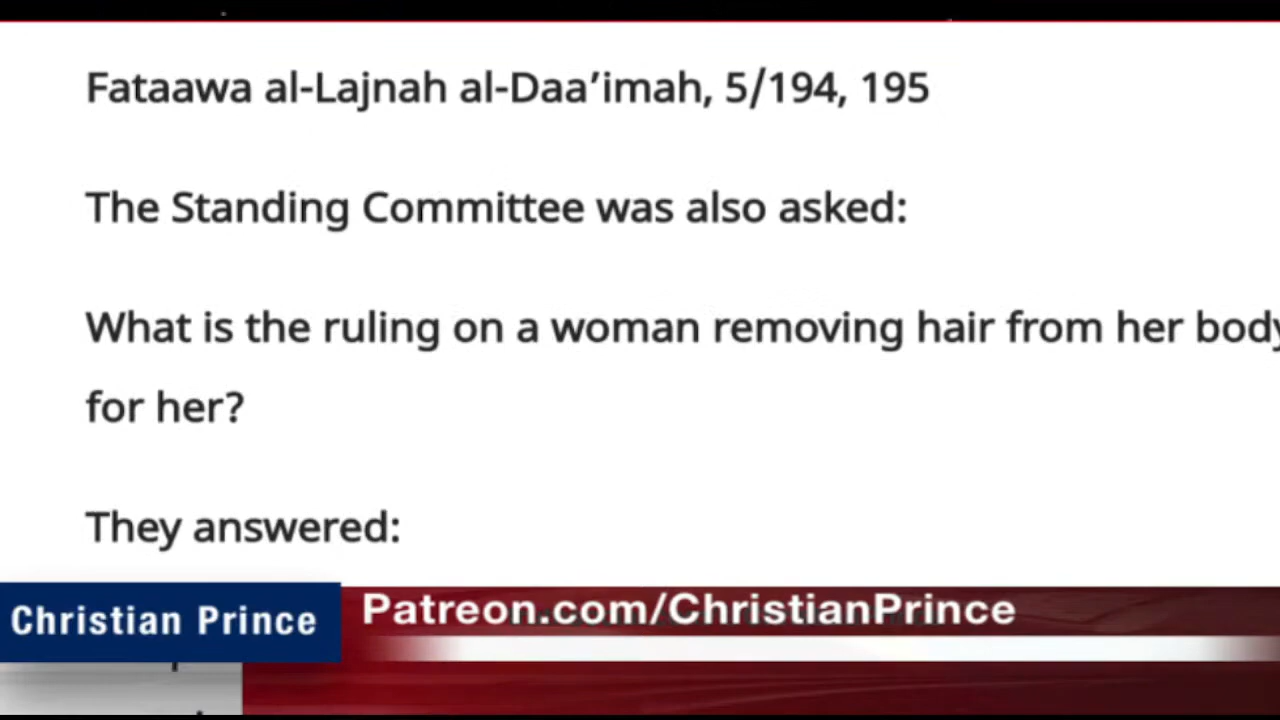 Fataawa al-Lajnah al-Daa’imah, 5/194, 195
The Standing Committee was also asked:
What is the ruling on a woman removing hair from her body
for her?
They answered:
Christian Prince
Patreon.com/ChristianPrince